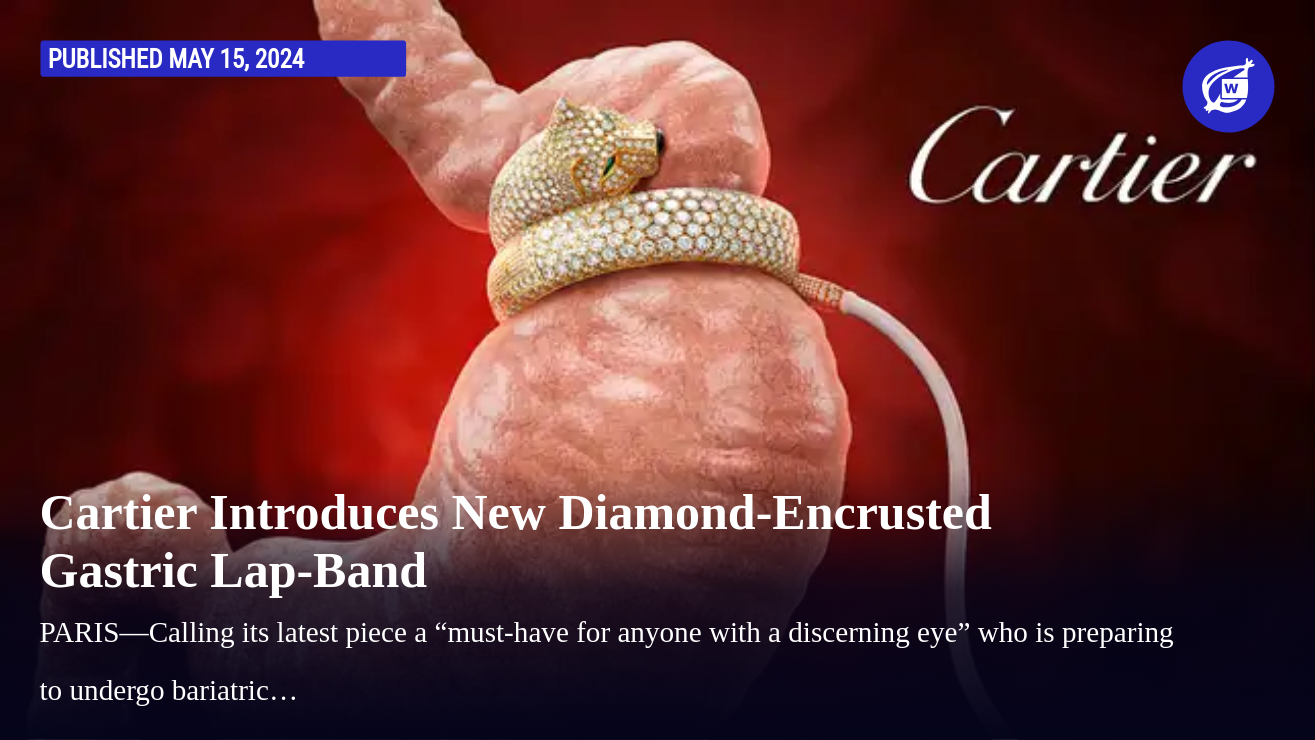 PUBLISHED MAY 15, 2024
W
Cartier
Cartier Introduces New Diamond-Encrusted
Gastric Lap-Band
PARIS—Calling its latest piece a “must-have for anyone with a discerning eye” who is preparing
to undergo bariatric…